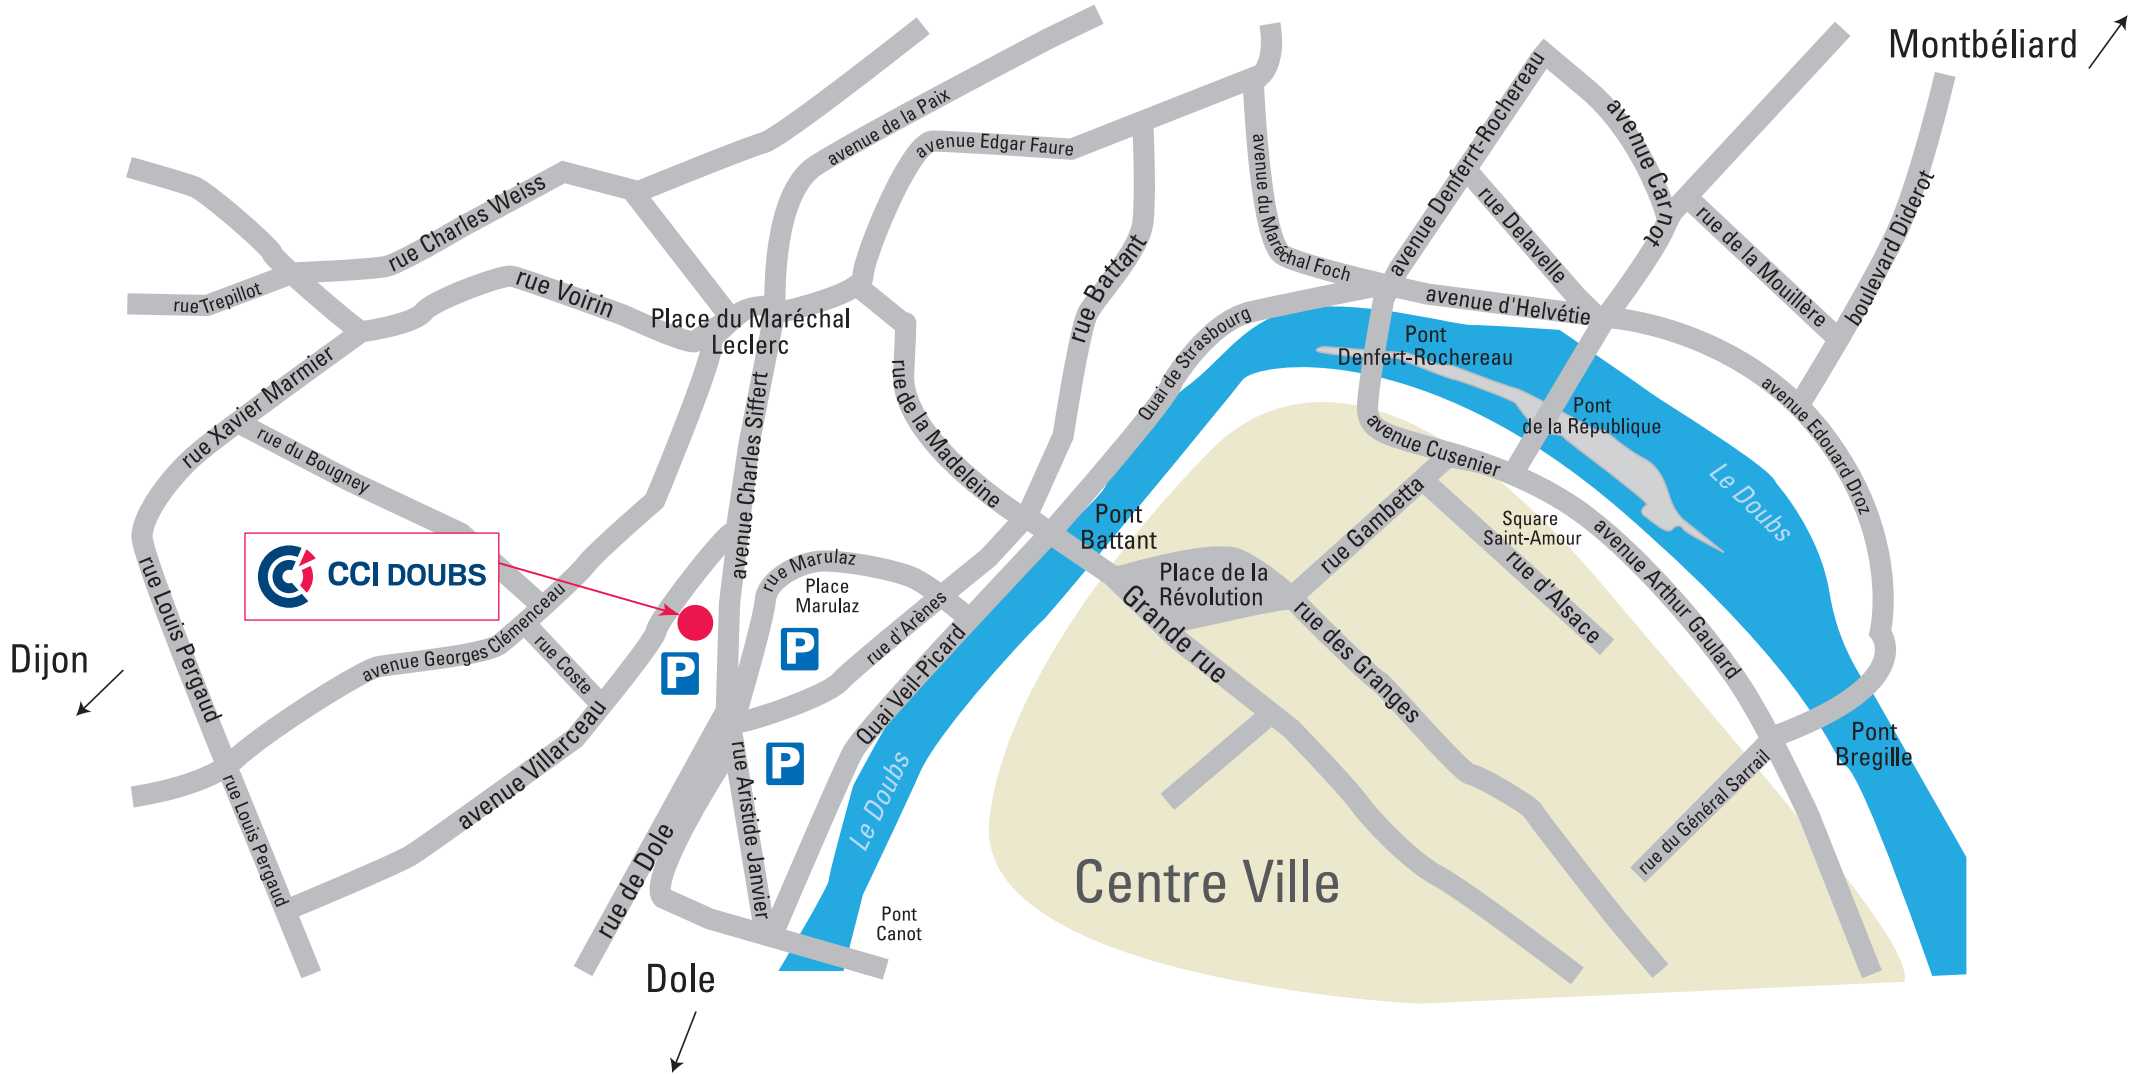 Montbéliard
avenue de la Paix
avenue Edgar Faure
avenue du Maréchal Foch
avenue Denfert-Rochereau
avenue Carnot
rue Delavelle
rue de la Mouillère
boulevard Diderot
rue Charles Weiss
rue Trepillot
rue Voirin
Place du Maréchal
Leclerc
rue Battant
Quai de Strasbourg
avenue d'Helvétie
Pont
Denfert-Rochereau
Pont
de la République
avenue Edouard Droz
Le Doubs
rue Xavier Marmier
rue du Bougney
avenue Charles Siffert
rue de la Madeleine
avenue Cusenier
rue Gambetta
Square
Saint-Amour
rue d'Alsace
avenue Arthur Gaulard
Pont
Battant
CCI DOUBS
rue Marulaz
Place
Marulaz
P
P
P
Place de la
Révolution
Grande rue
rue des Granges
rue Louis Pergaud
avenue Georges Clémenceau
rue Coste
rue d'Arènes
Quai Veil-Picard
Dijon
avenue Villarceau
rue Louis Pergaud
rue Aristide Janvier
Le Doubs
rue de Dole
Pont
Bregille
rue du Général Sarrail
Centre Ville
Pont
Canot
Dole